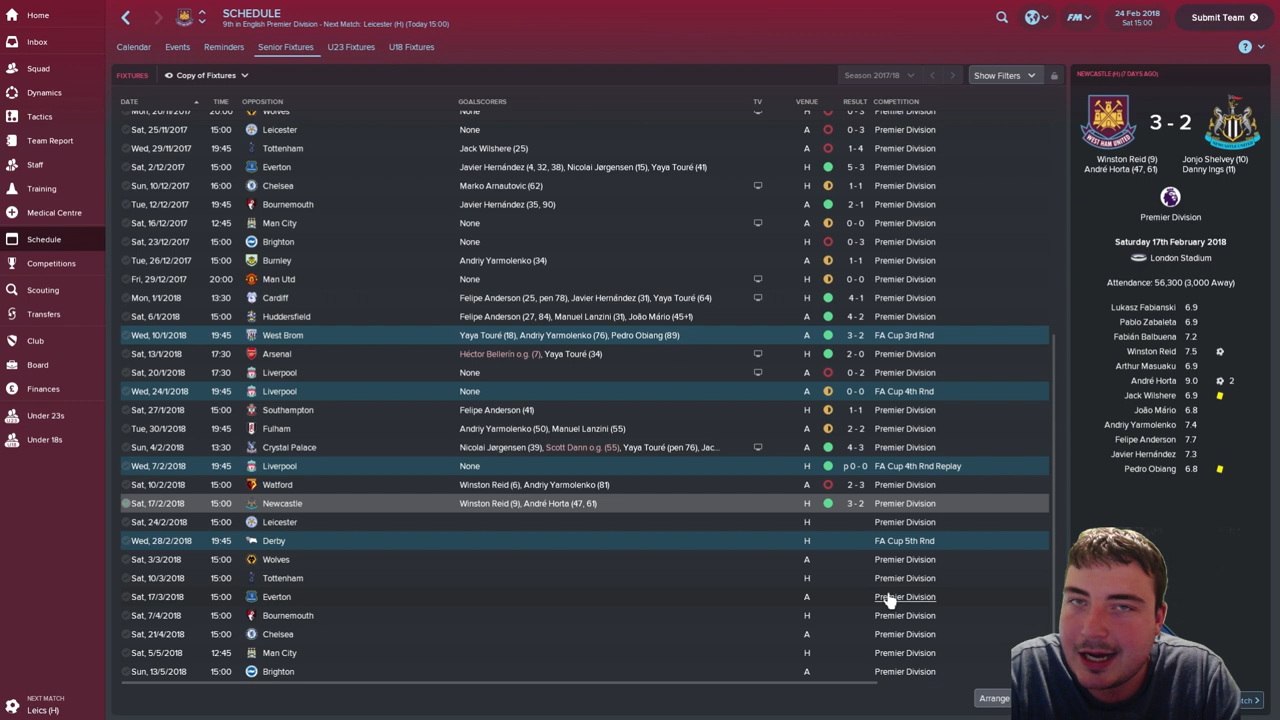 Home
Inbox
Squad
Dynamics
Tactics
Team Report
Staff
Training
Medical Centre
Schedule
Competitions
Scouting
Transfers
Club
Board
Finances
Under 23s
Under 18s
NEXT MATCH
Leics (H)
SCHEDULE
9th in English Premier Division - Next Match: Leicester (H) (Today 15:00)
FM
24 Feb 2018
Sat 15:00
Submit Team
Calendar Events Reminders Senior Fixtures U23 Fixtures U18 Fixtures
?
FIXTURES Copy of Fixtures Season 2017/18 Show Filters
DATE TIME OPPOSITION GOALSCORERS TV VENUE RESULT COMPETITION
Mon, 20/11/2017 20:00 Wolves None H 0 - 3 Premier Division
Sat, 25/11/2017 15:00 Leicester None A 0 - 3 Premier Division
Wed, 29/11/2017 19:45 Tottenham Jack Wilshere (25) A 1 - 4 Premier Division
Sat, 2/12/2017 15:00 Everton Javier Hernández (4, 32, 38), Nicolai Jørgensen (15), Yaya Touré (41) H 5 - 3 Premier Division
Sun, 10/12/2017 16:00 Chelsea Marko Arnautovic (62) H 1 - 1 Premier Division
Tue, 12/12/2017 19:45 Bournemouth Javier Hernández (35, 90) A 2 - 1 Premier Division
Sat, 16/12/2017 12:45 Man City None A 0 - 0 Premier Division
Sat, 23/12/2017 15:00 Brighton None H 0 - 3 Premier Division
Tue, 26/12/2017 15:00 Burnley Andriy Yarmolenko (34) A 1 - 1 Premier Division
Fri, 29/12/2017 20:00 Man Utd None H 0 - 0 Premier Division
Mon, 1/1/2018 13:30 Cardiff Felipe Anderson (25, pen 78), Javier Hernández (31), Yaya Touré (64) H 4 - 1 Premier Division
Sat, 6/1/2018 15:00 Huddersfield Felipe Anderson (27, 84), Manuel Lanzini (31), João Mário (45+1) A 4 - 2 Premier Division
Wed, 10/1/2018 19:45 West Brom Yaya Touré (18), Andriy Yarmolenko (76), Pedro Obiang (89) A 3 - 2 FA Cup 3rd Rnd
Sat, 13/1/2018 17:30 Arsenal Héctor Bellerín o.g. (7), Yaya Touré (34) H 2 - 0 Premier Division
Sat, 20/1/2018 17:30 Liverpool None A 0 - 2 Premier Division
Wed, 24/1/2018 19:45 Liverpool None A 0 - 0 FA Cup 4th Rnd
Sat, 27/1/2018 15:00 Southampton Felipe Anderson (41) H 1 - 1 Premier Division
Tue, 30/1/2018 19:45 Fulham Andriy Yarmolenko (50), Manuel Lanzini (55) A 2 - 2 Premier Division
Sun, 4/2/2018 13:30 Crystal Palace Nicolai Jørgensen (39), Scott Dann o.g. (55), Yaya Touré (pen 76), Jac... H 4 - 3 Premier Division
Wed, 7/2/2018 19:45 Liverpool None H p 0 - 0 FA Cup 4th Rnd Replay
Sat, 10/2/2018 15:00 Watford Winston Reid (6), Andriy Yarmolenko (81) A 2 - 3 Premier Division
Sat, 17/2/2018 15:00 Newcastle Winston Reid (9), André Horta (47, 61) H 3 - 2 Premier Division
Sat, 24/2/2018 15:00 Leicester H Premier Division
Wed, 28/2/2018 19:45 Derby H FA Cup 5th Rnd
Sat, 3/3/2018 15:00 Wolves A Premier Division
Sat, 10/3/2018 15:00 Tottenham H Premier Division
Sat, 17/3/2018 15:00 Everton A Premier Division
Sat, 7/4/2018 15:00 Bournemouth H Premier Division
Sat, 21/4/2018 15:00 Chelsea A Premier Division
Sat, 5/5/2018 12:45 Man City H Premier Division
Sun, 13/5/2018 15:00 Brighton A Premier Division
Arrange
NEWCASTLE (H) (7 DAYS AGO)
WEST HAM UNITED
3 - 2
Winston Reid (9) Jonjo Shelvey (10)
André Horta (47, 61) Danny Ings (11)
Premier Division
Saturday 17th February 2018
London Stadium
Attendance: 56,300 (3,000 Away)
Lukasz Fabianski 6.9
Pablo Zabaleta 6.9
Fabián Balbuena 7.2
Winston Reid 7.5
Arthur Masuaku 6.9
André Horta 9.0 2
Jack Wilshere 6.9
João Mário 6.8
Andriy Yarmolenko 7.4
Felipe Anderson 7.7
Javier Hernández 7.3
Pedro Obiang 6.8